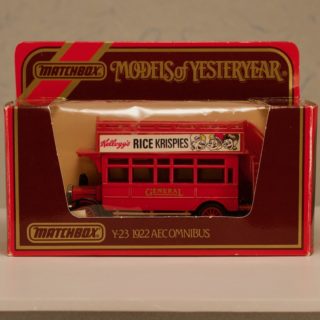 MATCHBOX
MODELS of YESTERYEAR®
Kellogg's RICE KRISPIES
GENERAL
MATCHBOX
Y-23 1922 AEC OMNIBUS